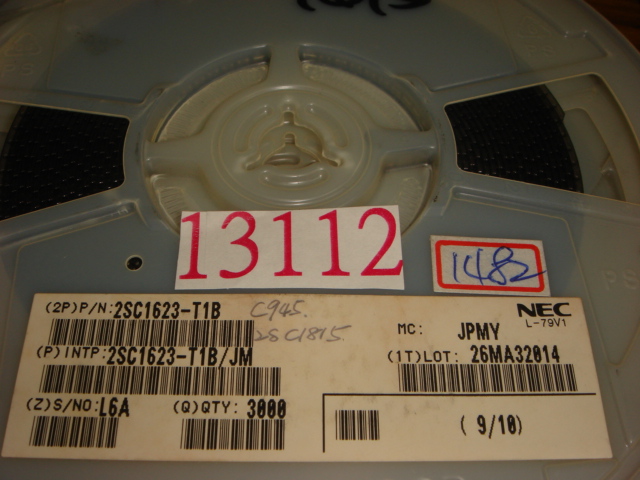 13112
1482
(2P)P/N:2SC1623-T1B
C945.
2SC1815.
NEC
L-79V1
MC: JPMY
(P)INTP:2SC1623-T1B/JM
(1T)LOT: 26MA32014
(Z)S/NO:L6A
(Q)QTY: 3000
(9/10)